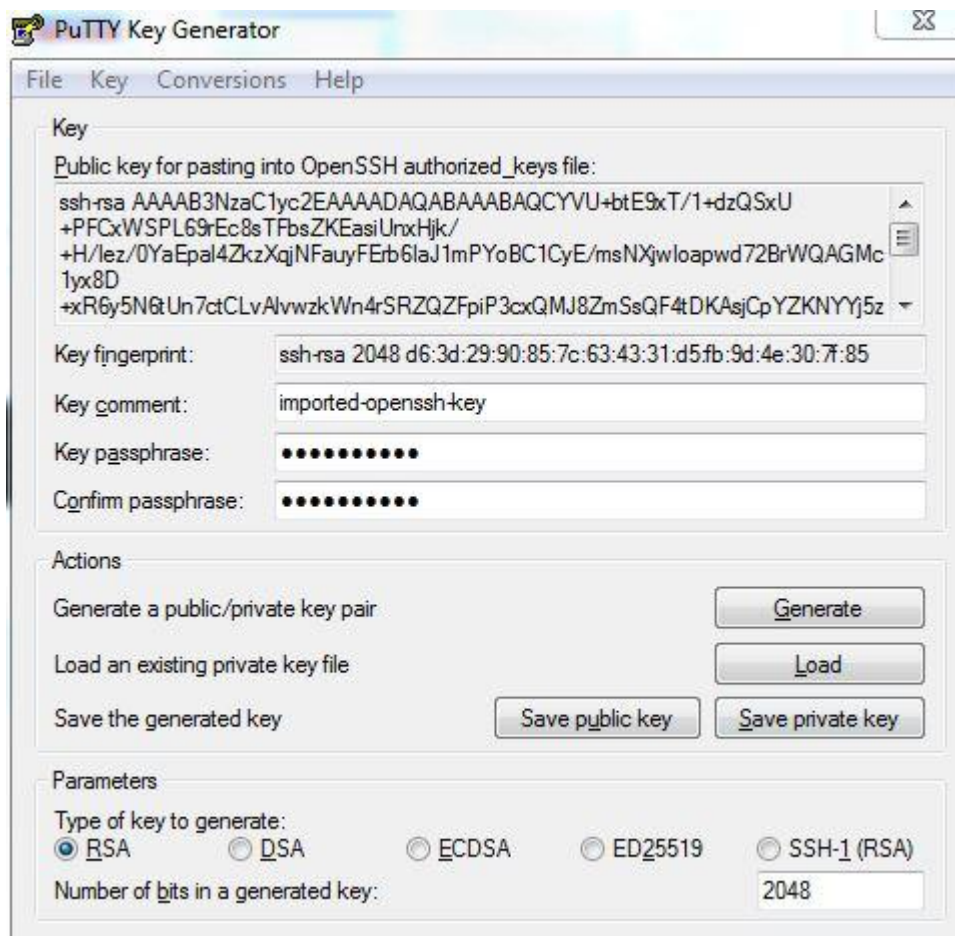 PuTTY Key Generator
File Key Conversions Help
Key
Public key for pasting into OpenSSH authorized_keys file:
ssh-rsa AAAAB3NzaC1yc2EAAAADAQABAAABAQCYVU+btE9xT/1+dzQSxU
+PFCxWSPL69rEc8sTFbsZKEasiUnxHjk/
+H/Iez/0YaEpaI4ZkzXqjNFauyFErb6IaJ1mPYoBC1CyE/msNXjwIoapwd72BrWQAGMc
1yx8D
+xR6y5N6tUn7ctCLvAlvwzkWn4rSRZQZFpiP3cxQMJ8ZmSsQF4tDKAsjCpYZKNYYj5z
Key fingerprint: ssh-rsa 2048 d6:3d:29:90:85:7c:63:43:31:d5:fb:9d:4e:30:7f:85
Key comment: imported-openssh-key
Key passphrase: ●●●●●●●●●●
Confirm passphrase: ●●●●●●●●●●
Actions
Generate a public/private key pair Generate
Load an existing private key file Load
Save the generated key Save public key Save private key
Parameters
Type of key to generate:
RSA DSA ECDSA ED25519 SSH-1 (RSA)
Number of bits in a generated key: 2048